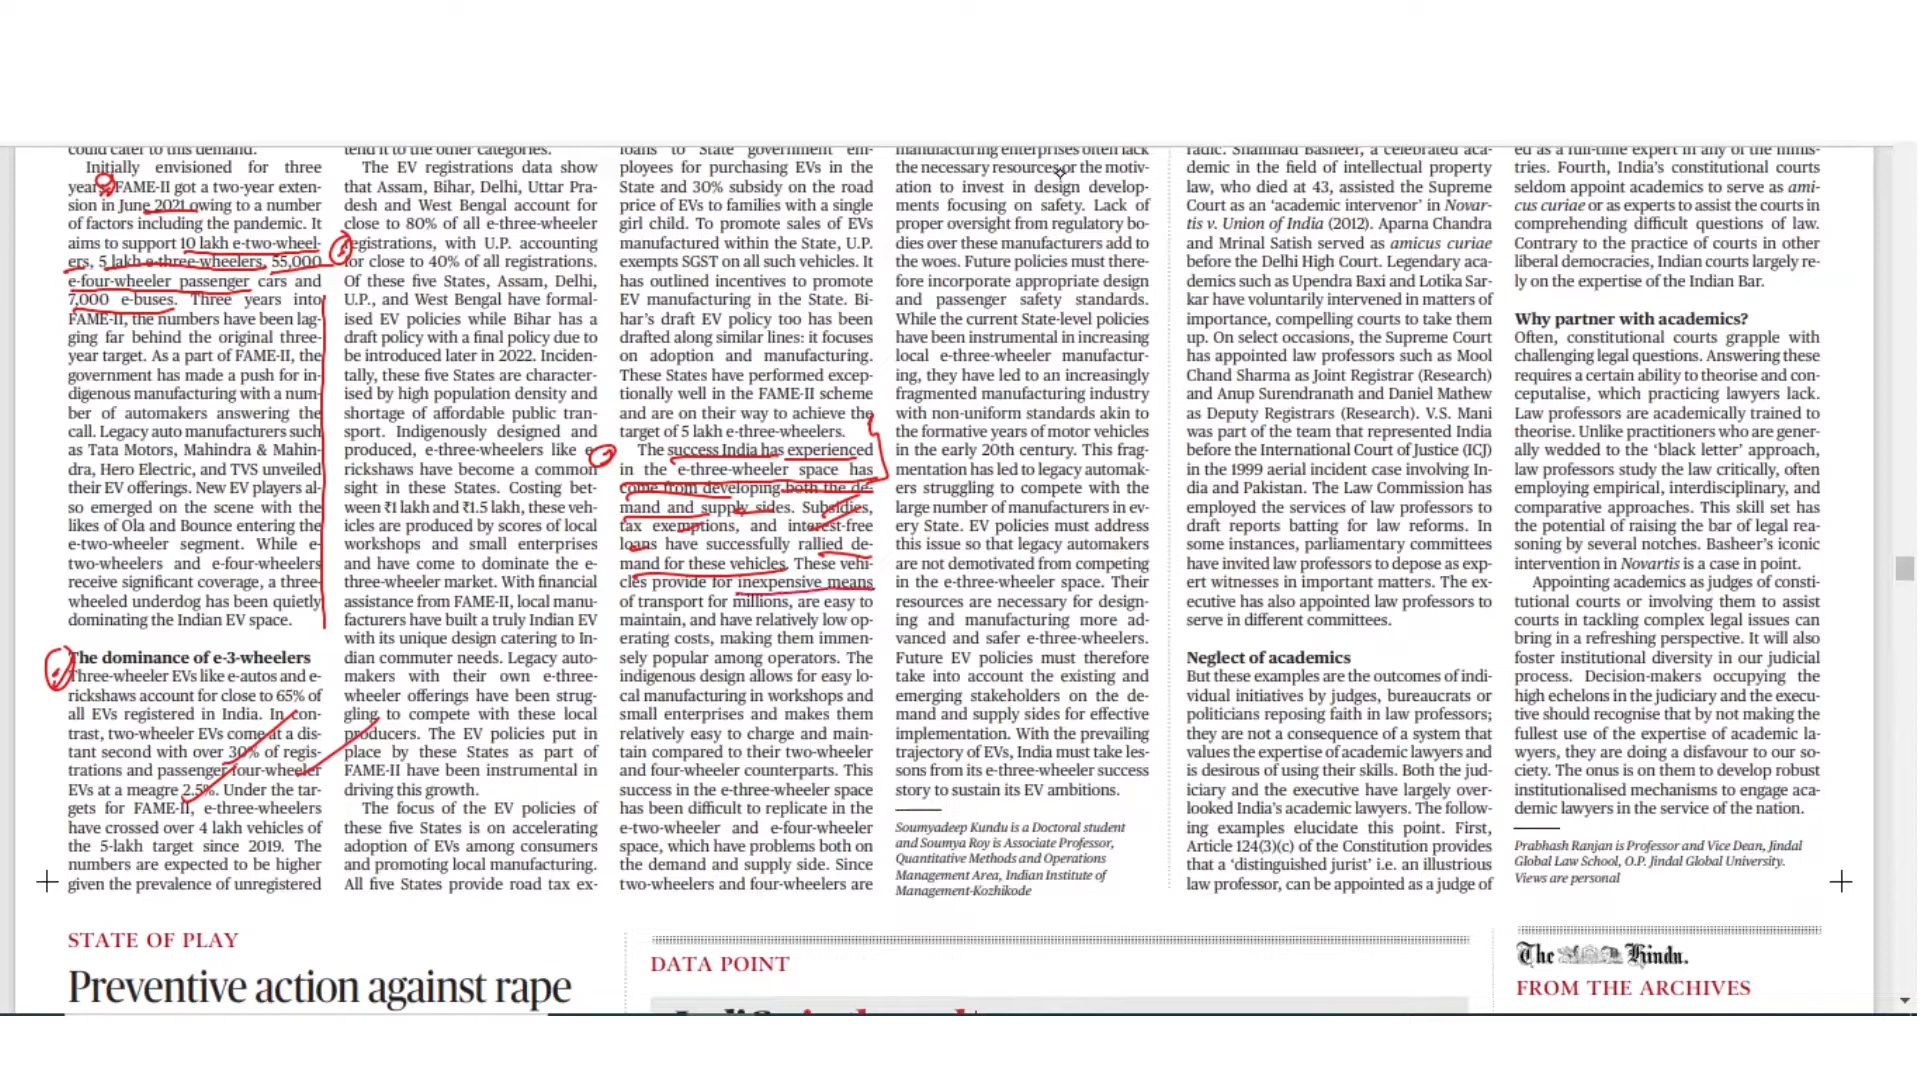 could cater to this demand.
Initially envisioned for three
years, FAME-II got a two-year exten-
sion in June 2021 owing to a number
of factors including the pandemic. It
aims to support 10 lakh e-two-wheel-
ers, 5 lakh e-three-wheelers, 55,000
e-four-wheeler passenger cars and
7,000 e-buses. Three years into
FAME-II, the numbers have been lag-
ging far behind the original three-
year target. As a part of FAME-II, the
government has made a push for in-
digenous manufacturing with a num-
ber of automakers answering the
call. Legacy auto manufacturers such
as Tata Motors, Mahindra & Mahin-
dra, Hero Electric, and TVS unveiled
their EV offerings. New EV players al-
so emerged on the scene with the
likes of Ola and Bounce entering the
e-two-wheeler segment. While e-
two-wheelers and e-four-wheelers
receive significant coverage, a three-
wheeled underdog has been quietly
dominating the Indian EV space.
The dominance of e-3-wheelers
Three-wheeler EVs like e-autos and e-
rickshaws account for close to 65% of
all EVs registered in India. In con-
trast, two-wheeler EVs come at a dis-
tant second with over 30% of regis-
trations and passenger four-wheeler
EVs at a meagre 2.5%. Under the tar-
gets for FAME-II, e-three-wheelers
have crossed over 4 lakh vehicles of
the 5-lakh target since 2019. The
numbers are expected to be higher
given the prevalence of unregistered
tend it to the other categories.
The EV registrations data show
that Assam, Bihar, Delhi, Uttar Pra-
desh and West Bengal account for
close to 80% of all e-three-wheeler
registrations, with U.P. accounting
for close to 40% of all registrations.
Of these five States, Assam, Delhi,
U.P., and West Bengal have formal-
ised EV policies while Bihar has a
draft policy with a final policy due to
be introduced later in 2022. Inciden-
tally, these five States are character-
ised by high population density and
shortage of affordable public tran-
sport. Indigenously designed and
produced, e-three-wheelers like e-
rickshaws have become a common
sight in these States. Costing bet-
ween ₹1 lakh and ₹1.5 lakh, these veh-
icles are produced by scores of local
workshops and small enterprises
and have come to dominate the e-
three-wheeler market. With financial
assistance from FAME-II, local manu-
facturers have built a truly Indian EV
with its unique design catering to In-
dian commuter needs. Legacy auto-
makers with their own e-three-
wheeler offerings have been strug-
gling to compete with these local
producers. The EV policies put in
place by these States as part of
FAME-II have been instrumental in
driving this growth.
The focus of the EV policies of
these five States is on accelerating
adoption of EVs among consumers
and promoting local manufacturing.
All five States provide road tax ex-
loans to State government em-
ployees for purchasing EVs in the
State and 30% subsidy on the road
price of EVs to families with a single
girl child. To promote sales of EVs
manufactured within the State, U.P.
exempts SGST on all such vehicles. It
has outlined incentives to promote
EV manufacturing in the State. Bi-
har's draft EV policy too has been
drafted along similar lines: it focuses
on adoption and manufacturing.
These States have performed excep-
tionally well in the FAME-II scheme
and are on their way to achieve the
target of 5 lakh e-three-wheelers.
The success India has experienced
in the e-three-wheeler space has
come from developing both the de-
mand and supply sides. Subsidies,
tax exemptions, and interest-free
loans have successfully rallied de-
mand for these vehicles. These vehi-
cles provide for inexpensive means
of transport for millions, are easy to
maintain, and have relatively low op-
erating costs, making them immen-
sely popular among operators. The
indigenous design allows for easy lo-
cal manufacturing in workshops and
small enterprises and makes them
relatively easy to charge and main-
tain compared to their two-wheeler
and four-wheeler counterparts. This
success in the e-three-wheeler space
has been difficult to replicate in the
e-two-wheeler and e-four-wheeler
space, which have problems both on
the demand and supply side. Since
two-wheelers and four-wheelers are
manufacturing enterprises often lack
the necessary resources or the motiv-
ation to invest in design develop-
ments focusing on safety. Lack of
proper oversight from regulatory bo-
dies over these manufacturers add to
the woes. Future policies must there-
fore incorporate appropriate design
and passenger safety standards.
While the current State-level policies
have been instrumental in increasing
local e-three-wheeler manufactur-
ing, they have led to an increasingly
fragmented manufacturing industry
with non-uniform standards akin to
the formative years of motor vehicles
in the early 20th century. This frag-
mentation has led to legacy automak-
ers struggling to compete with the
large number of manufacturers in ev-
ery State. EV policies must address
this issue so that legacy automakers
are not demotivated from competing
in the e-three-wheeler space. Their
resources are necessary for design-
ing and manufacturing more ad-
vanced and safer e-three-wheelers.
Future EV policies must therefore
take into account the existing and
emerging stakeholders on the de-
mand and supply sides for effective
implementation. With the prevailing
trajectory of EVs, India must take les-
sons from its e-three-wheeler success
story to sustain its EV ambitions.
Soumyadeep Kundu is a Doctoral student
and Soumya Roy is Associate Professor,
Quantitative Methods and Operations
Management Area, Indian Institute of
Management-Kozhikode
radic. Shamnad Basheer, a celebrated aca-
demic in the field of intellectual property
law, who died at 43, assisted the Supreme
Court as an 'academic intervenor' in Novar-
tis v. Union of India (2012). Aparna Chandra
and Mrinal Satish served as amicus curiae
before the Delhi High Court. Legendary aca-
demics such as Upendra Baxi and Lotika Sar-
kar have voluntarily intervened in matters of
importance, compelling courts to take them
up. On select occasions, the Supreme Court
has appointed law professors such as Mool
Chand Sharma as Joint Registrar (Research)
and Anup Surendranath and Daniel Mathew
as Deputy Registrars (Research). V.S. Mani
was part of the team that represented India
before the International Court of Justice (ICJ)
in the 1999 aerial incident case involving In-
dia and Pakistan. The Law Commission has
employed the services of law professors to
draft reports batting for law reforms. In
some instances, parliamentary committees
have invited law professors to depose as exp-
ert witnesses in important matters. The ex-
ecutive has also appointed law professors to
serve in different committees.
Neglect of academics
But these examples are the outcomes of indi-
vidual initiatives by judges, bureaucrats or
politicians reposing faith in law professors;
they are not a consequence of a system that
values the expertise of academic lawyers and
is desirous of using their skills. Both the jud-
iciary and the executive have largely over-
looked India's academic lawyers. The follow-
ing examples elucidate this point. First,
Article 124(3)(c) of the Constitution provides
that a 'distinguished jurist' i.e. an illustrious
law professor, can be appointed as a judge of
ed as a full-time expert in any of the minis-
tries. Fourth, India's constitutional courts
seldom appoint academics to serve as ami-
cus curiae or as experts to assist the courts in
comprehending difficult questions of law.
Contrary to the practice of courts in other
liberal democracies, Indian courts largely re-
ly on the expertise of the Indian Bar.
Why partner with academics?
Often, constitutional courts grapple with
challenging legal questions. Answering these
requires a certain ability to theorise and con-
ceputalise, which practicing lawyers lack.
Law professors are academically trained to
theorise. Unlike practitioners who are gener-
ally wedded to the 'black letter' approach,
law professors study the law critically, often
employing empirical, interdisciplinary, and
comparative approaches. This skill set has
the potential of raising the bar of legal rea-
soning by several notches. Basheer's iconic
intervention in Novartis is a case in point.
Appointing academics as judges of consti-
tutional courts or involving them to assist
courts in tackling complex legal issues can
bring in a refreshing perspective. It will also
foster institutional diversity in our judicial
process. Decision-makers occupying the
high echelons in the judiciary and the execu-
tive should recognise that by not making the
fullest use of the expertise of academic la-
wyers, they are doing a disfavour to our so-
ciety. The onus is on them to develop robust
institutionalised mechanisms to engage aca-
demic lawyers in the service of the nation.
Prabhash Ranjan is Professor and Vice Dean, Jindal
Global Law School, O.P. Jindal Global University.
Views are personal
STATE OF PLAY
Preventive action against rape
DATA POINT
The Hindu.
FROM THE ARCHIVES